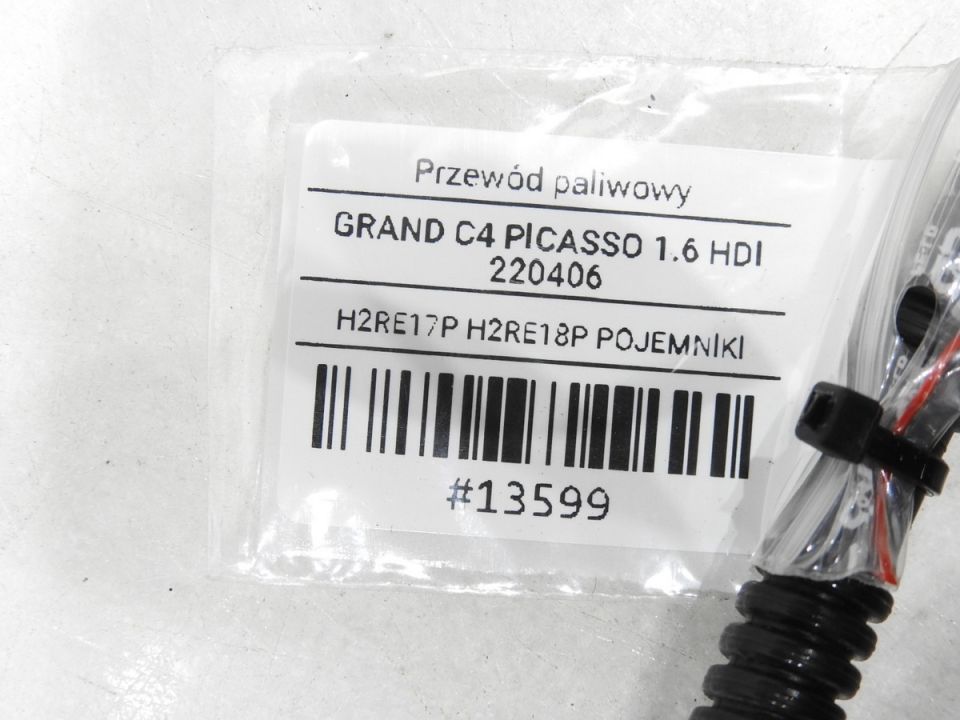 Przewód paliwowy
GRAND C4 PICASSO 1.6 HDI
220406
H2RE17P H2RE18P POJEMNIKI
#13599